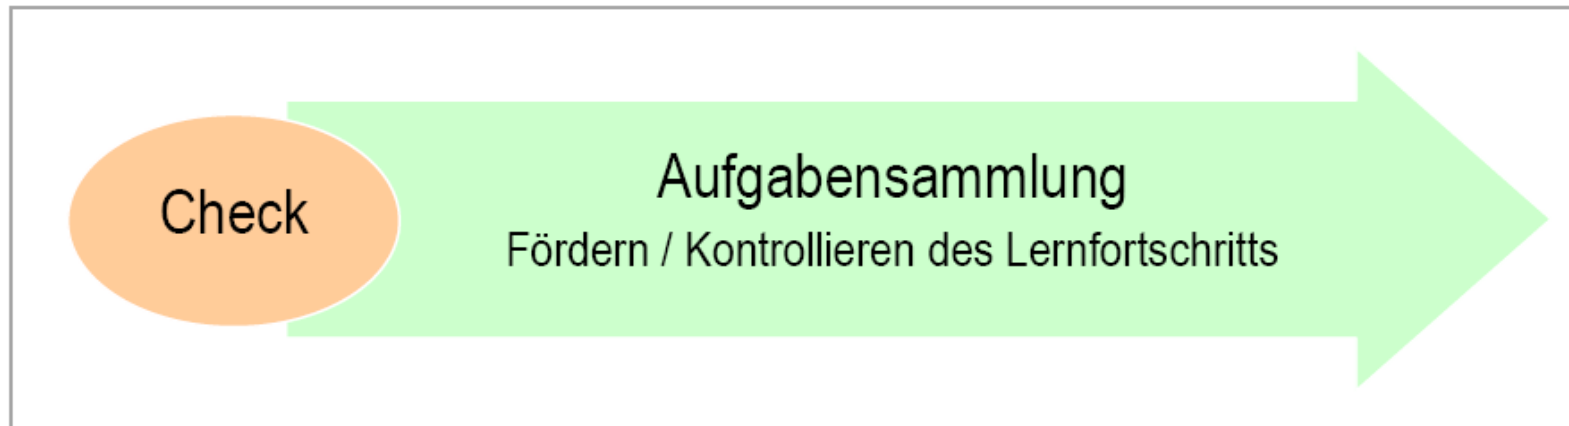 Check
Aufgabensammlung
Fördern / Kontrollieren des Lernfortschritts